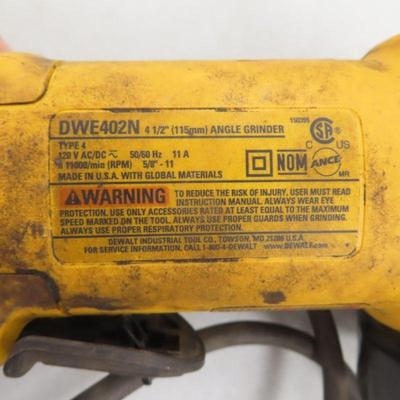 DWE402N 4 1/2" (115mm) ANGLE GRINDER
TYPE 4
120 V AC/DC 50/60 Hz 11 A
11000/min (RPM) 5/8" - 11
MADE IN U.S.A. WITH GLOBAL MATERIALS
C SA US
NOM ANCE MR
WARNING TO REDUCE THE RISK OF INJURY, USER MUST READ
INSTRUCTION MANUAL. ALWAYS WEAR EYE
PROTECTION. USE ONLY ACCESSORIES RATED AT LEAST EQUAL TO THE MAXIMUM
SPEED MARKED ON THE TOOL. ALWAYS USE PROPER GUARDS WHEN GRINDING.
ALWAYS USE PROPER RESPIRATORY PROTECTION.
DEWALT INDUSTRIAL TOOL CO., TOWSON, MD 21286 U.S.A.
FOR SERVICE INFORMATION, CALL 1-800-4-DEWALT www.DEWALT.com